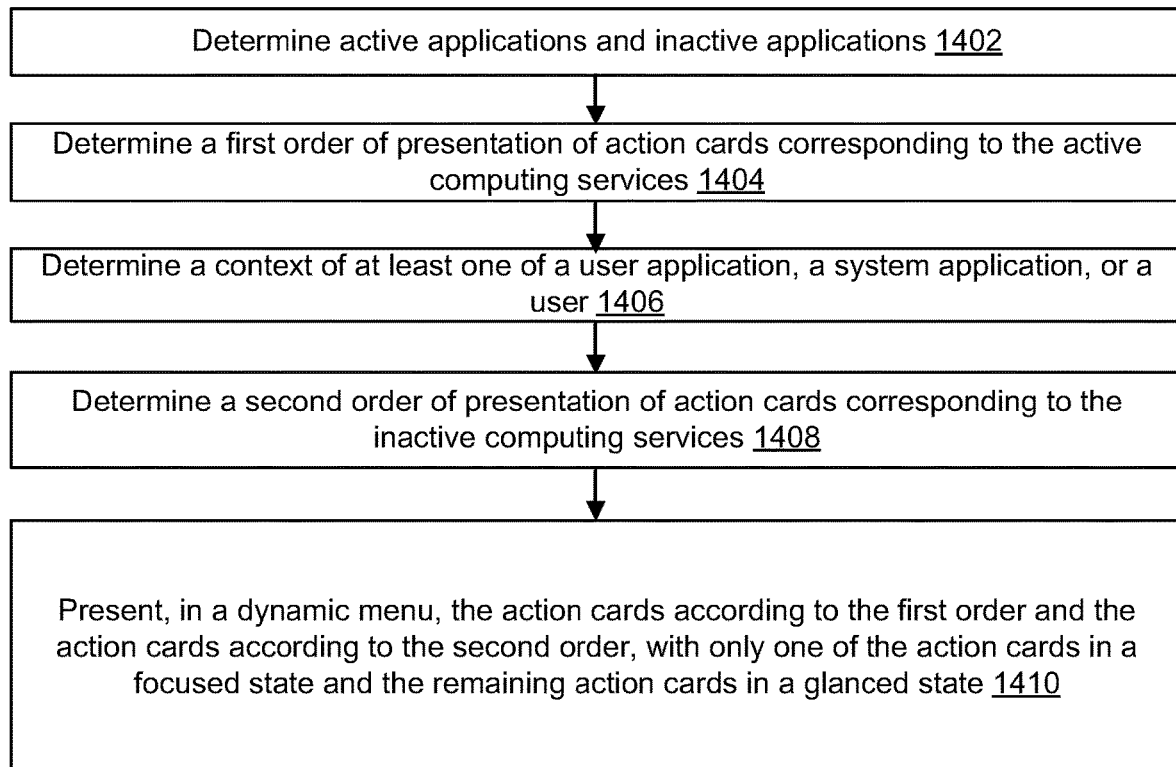 Determine active applications and inactive applications 1402
Determine a first order of presentation of action cards corresponding to the active
computing services 1404
Determine a context of at least one of a user application, a system application, or a
user 1406
Determine a second order of presentation of action cards corresponding to the
inactive computing services 1408
Present, in a dynamic menu, the action cards according to the first order and the
action cards according to the second order, with only one of the action cards in a
focused state and the remaining action cards in a glanced state 1410